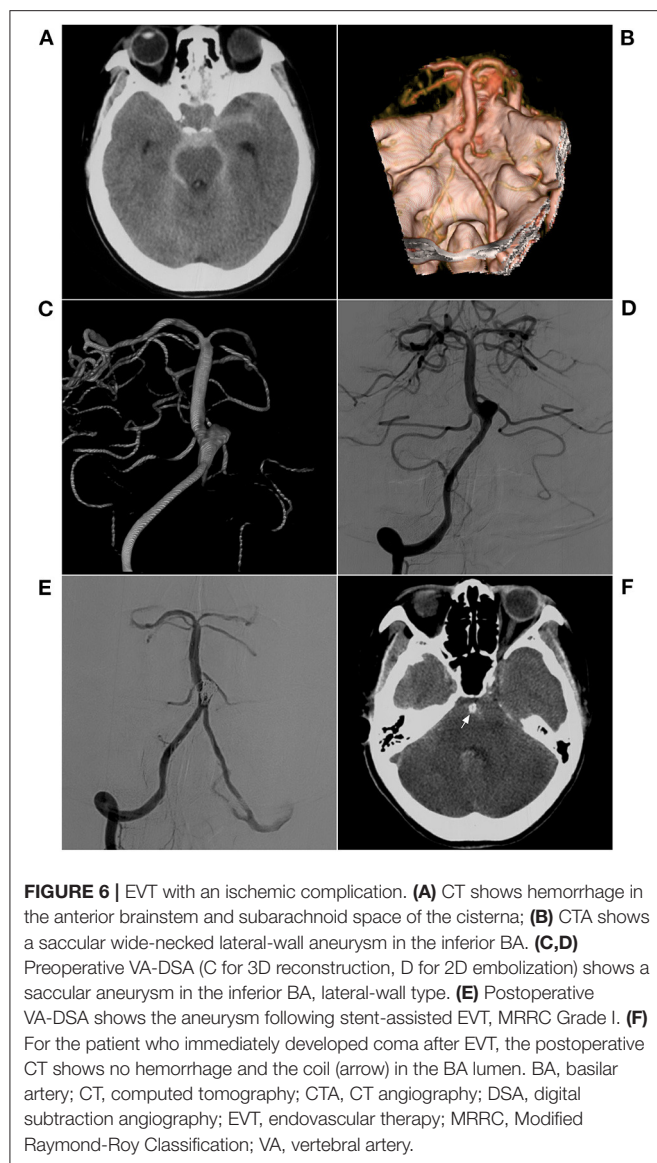 A
B
C
D
E
F
FIGURE 6 | EVT with an ischemic complication. (A) CT shows hemorrhage in
the anterior brainstem and subarachnoid space of the cisterna; (B) CTA shows
a saccular wide-necked lateral-wall aneurysm in the inferior BA. (C,D)
Preoperative VA-DSA (C for 3D reconstruction, D for 2D embolization) shows a
saccular aneurysm in the inferior BA, lateral-wall type. (E) Postoperative
VA-DSA shows the aneurysm following stent-assisted EVT, MRRC Grade I. (F)
For the patient who immediately developed coma after EVT, the postoperative
CT shows no hemorrhage and the coil (arrow) in the BA lumen. BA, basilar
artery; CT, computed tomography; CTA, CT angiography; DSA, digital
subtraction angiography; EVT, endovascular therapy; MRRC, Modified
Raymond-Roy Classification; VA, vertebral artery.